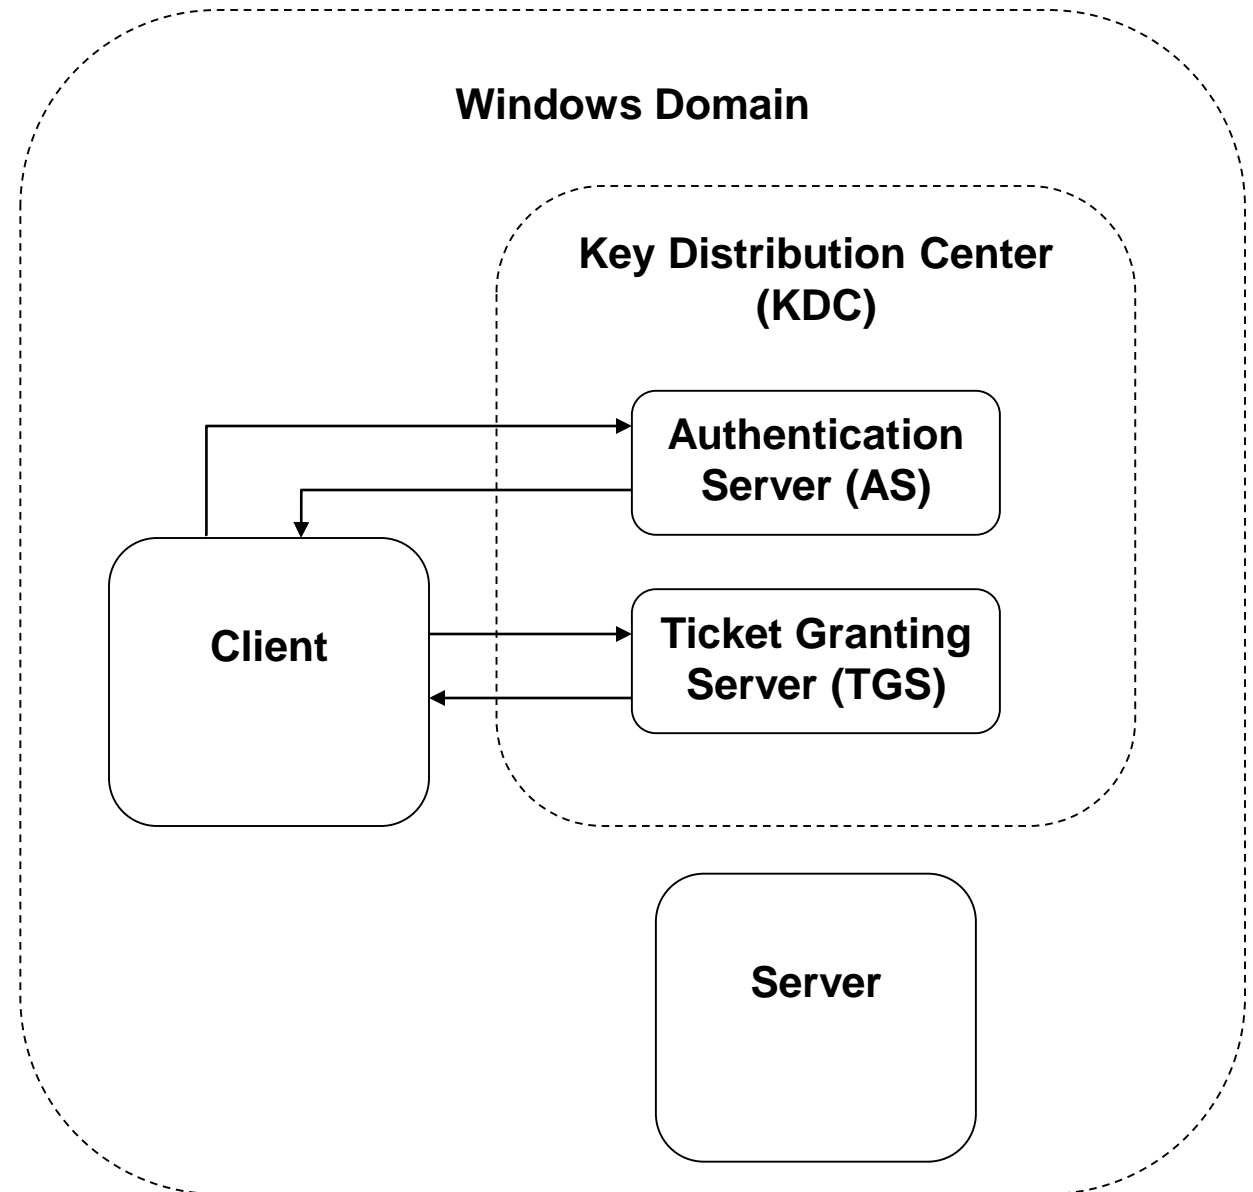 Windows Domain
Key Distribution Center
(KDC)
Authentication
Server (AS)
Client
Ticket Granting
Server (TGS)
Server